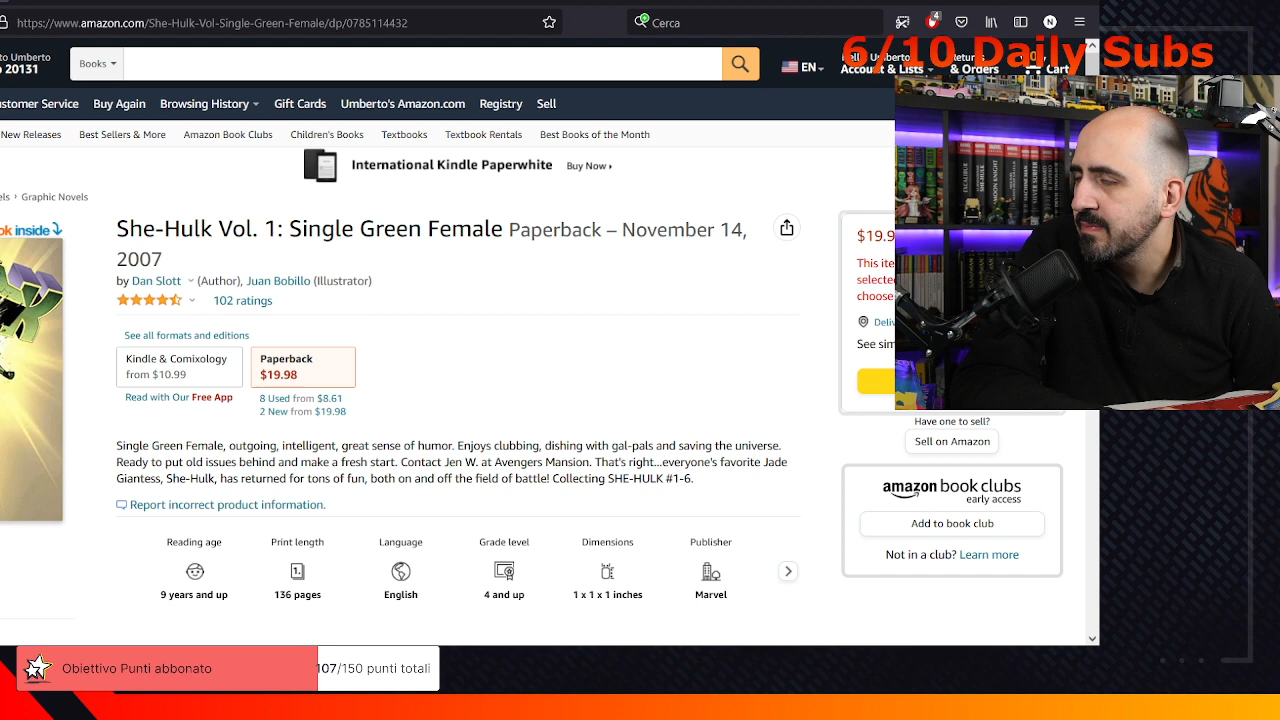 https://www.amazon.com/She-Hulk-Vol-Single-Green-Female/dp/0785114432
Cerca
4
N
6/10 Daily Subs
Umberto
20131
Books
EN
Account & Lists
& Orders
Cart
Customer Service
Buy Again
Browsing History
Gift Cards
Umberto's Amazon.com
Registry
Sell
New Releases
Best Sellers & More
Amazon Book Clubs
Children's Books
Textbooks
Textbook Rentals
Best Books of the Month
International Kindle Paperwhite
Buy Now
Graphic Novels
inside
She-Hulk Vol. 1: Single Green Female Paperback – November 14,
2007
by Dan Slott (Author), Juan Bobillo (Illustrator)
102 ratings
See all formats and editions
Kindle & Comixology
from $10.99
Read with Our Free App
Paperback
$19.98
8 Used from $8.61
2 New from $19.98
Single Green Female, outgoing, intelligent, great sense of humor. Enjoys clubbing, dishing with gal-pals and saving the universe.
Ready to put old issues behind and make a fresh start. Contact Jen W. at Avengers Mansion. That's right...everyone's favorite Jade
Giantess, She-Hulk, has returned for tons of fun, both on and off the field of battle! Collecting SHE-HULK #1-6.
Report incorrect product information.
Reading age
9 years and up
Print length
1.
136 pages
Language
English
Grade level
4 and up
Dimensions
1 x 1 x 1 inches
Publisher
Marvel
$19.9
This
selecte
choose
Deliv
See
EXCALIBUR
SHE-HULK
MOON KNIGHT
Have one to sell?
Sell on Amazon
amazon book clubs
early access
Add to book club
Not in a club? Learn more
Obiettivo Punti abbonato
107/150 punti totali